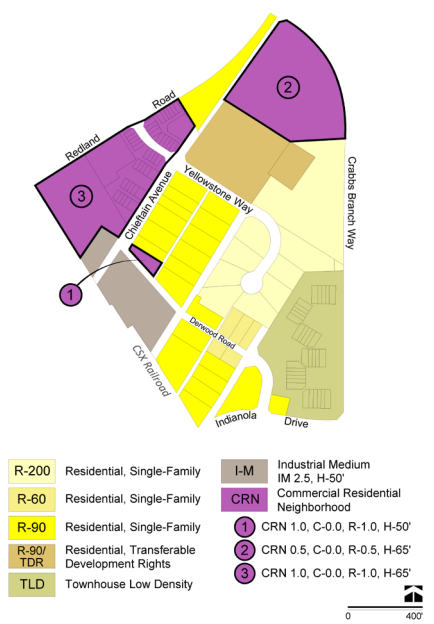 2
Redland
Road
3
Chieftain Avenue
Yellowstone Way
Crabbs Branch Way
1
CSX Railroad
Derwood Road
Indianola
Drive
R-200 Residential, Single-Family
R-60 Residential, Single-Family
R-90 Residential, Single-Family
R-90/
TDR
Residential, Transferable
Development Rights
TLD Townhouse Low Density
I-M
Industrial Medium
IM 2.5, H-50'
CRN
Commercial Residential
Neighborhood
1 CRN 1.0, C-0.0, R-1.0, H-50'
2 CRN 0.5, C-0.0, R-0.5, H-65'
3 CRN 1.0, C-0.0, R-1.0, H-65'
0 400'